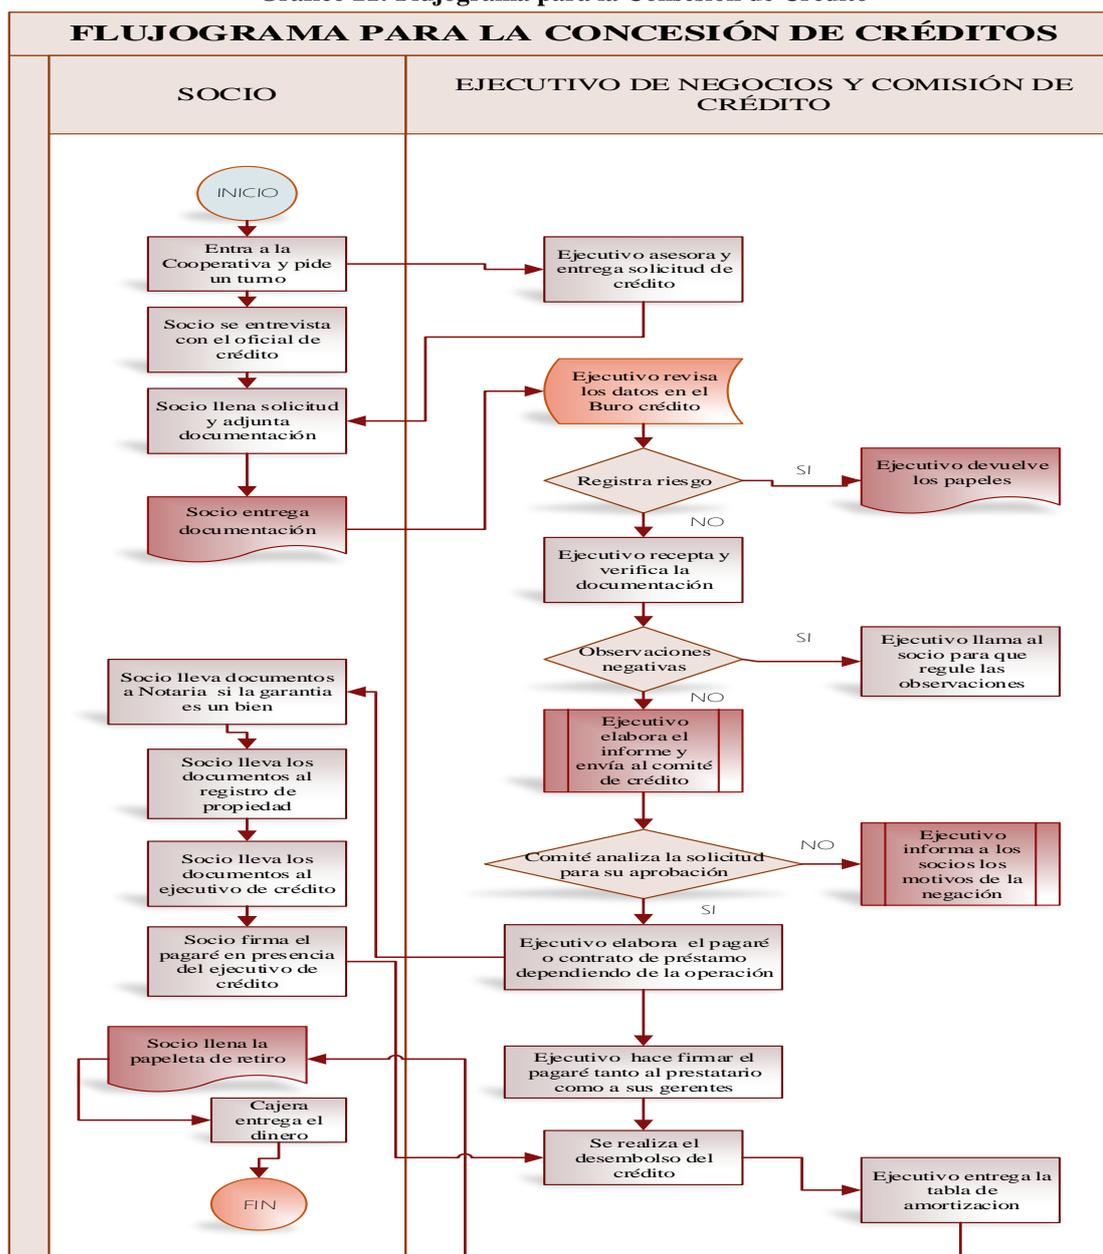 FLUJOGRAMA PARA LA CONCESIÓN DE CRÉDITOS
SOCIO
EJECUTIVO DE NEGOCIOS Y COMISIÓN DE
CRÉDITO
INICIO
Entra a la
Cooperativa y pide
un turno
Ejecutivo asesora y
entrega solicitud de
crédito
Socio se entrevista
con el oficial de
crédito
Socio llena solicitud
y adjunta
documentación
Ejecutivo revisa
los datos en el
Buro crédito
Socio entrega
documentación
Registra riesgo
SI
Ejecutivo devuelve
los papeles
NO
Ejecutivo recepta y
verifica la
documentación
Observaciones
negativas
SI
Ejecutivo llama al
socio para que
regule las
observaciones
NO
Socio lleva documentos
a Notaria si la garantia
es un bien
Ejecutivo
elabora el
informe y
envía al comité
de crédito
Socio lleva los
documentos al
registro de
propiedad
Comité analiza la solicitud
para su aprobación
NO
Ejecutivo
informa a los
socios los
motivos de la
negación
Socio lleva los
documentos al
ejecutivo de crédito
SI
Socio firma el
pagaré en presencia
del ejecutivo de
crédito
Ejecutivo elabora el pagaré
o contrato de préstamo
dependiendo de la operación
Socio llena la
papeleta de retiro
Ejecutivo hace firmar el
pagaré tanto al prestatario
como a sus gerentes
Cajera
entrega el
dinero
Se realiza el
desembolso del
crédito
Ejecutivo entrega la
tabla de
amortizacion
FIN